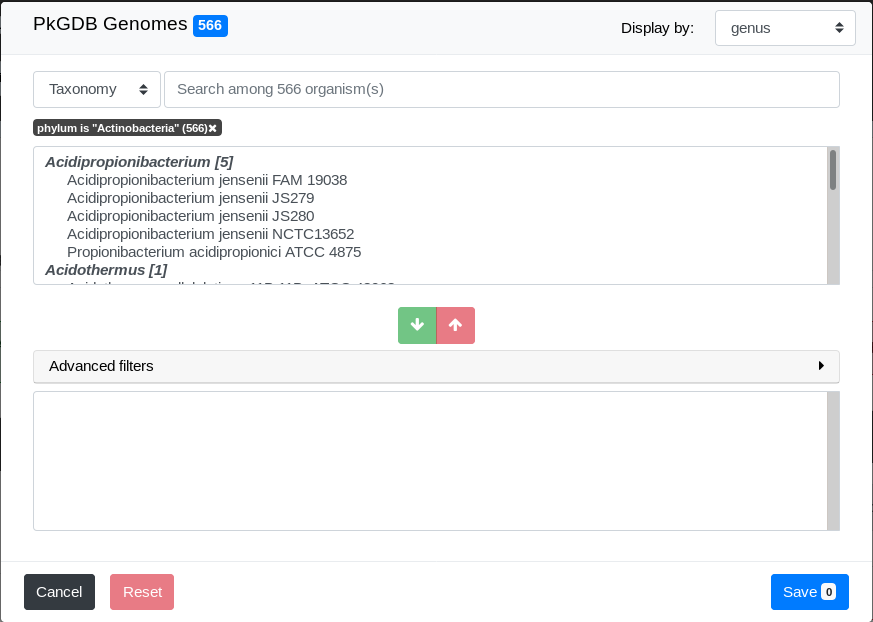 PkGDB Genomes 566
Display by: genus
Taxonomy Search among 566 organism(s)
phylum is "Actinobacteria" (566)✖
Acidipropionibacterium [5]
Acidipropionibacterium jensenii FAM 19038
Acidipropionibacterium jensenii JS279
Acidipropionibacterium jensenii JS280
Acidipropionibacterium jensenii NCTC13652
Propionibacterium acidipropionici ATCC 4875
Acidothermus [1]
Advanced filters
Cancel Reset Save 0